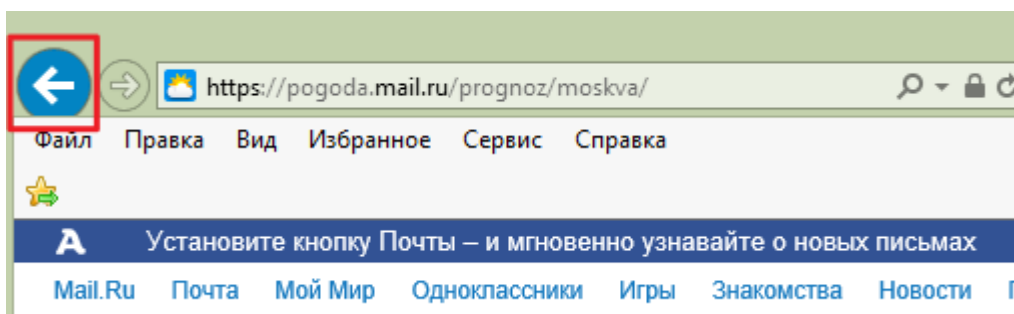 https://pogoda.mail.ru/prognoz/moskva/
Файл Правка Вид Избранное Сервис Справка
Установите кнопку Почты – и мгновенно узнавайте о новых письмах
Mail.Ru Почта Мой Мир Одноклассники Игры Знакомства Новости